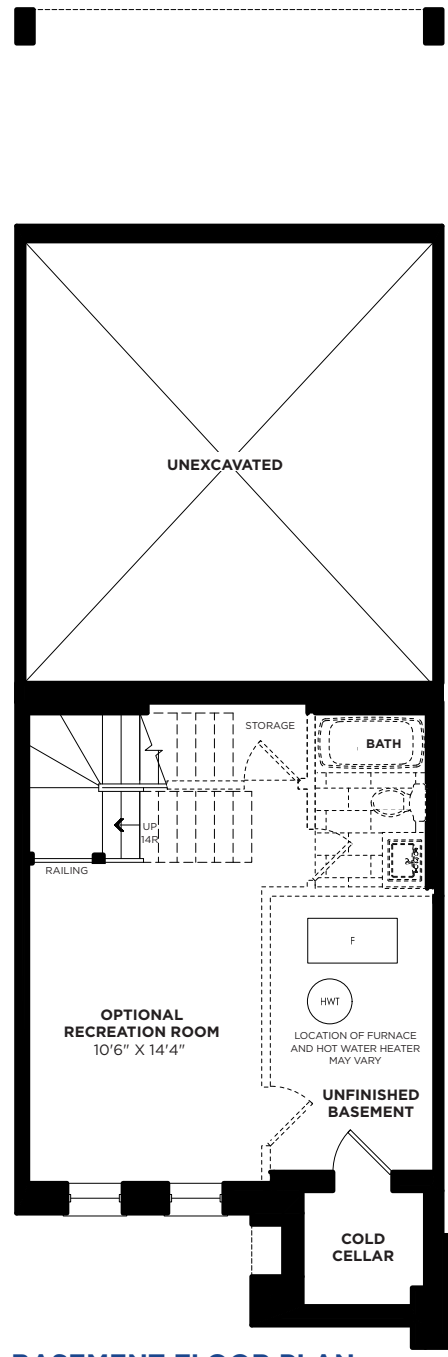 UNEXCAVATED
STORAGE
BATH
UP
14R
RAILING
F
HWT
LOCATION OF FURNACE
AND HOT WATER HEATER
MAY VARY
OPTIONAL
RECREATION ROOM
10'6" X 14'4"
UNFINISHED
BASEMENT
COLD
CELLAR
BASEMENT FLOOR PLAN